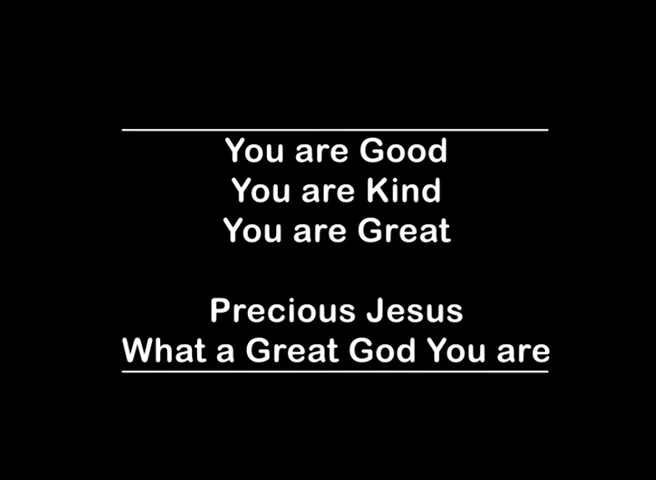 You are Good
You are Kind
You are Great
Precious Jesus
What a Great God You are